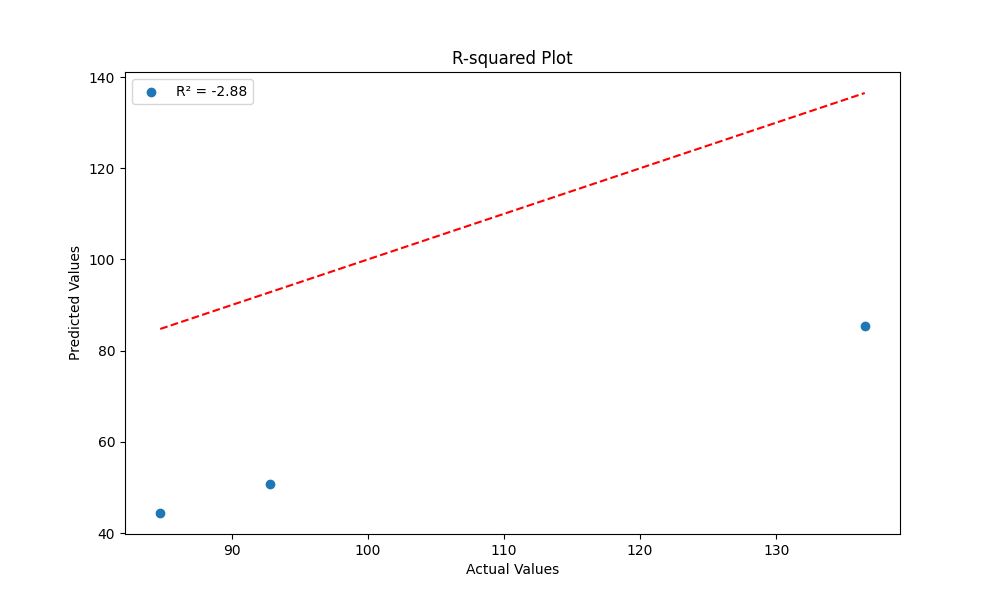 R-squared Plot
R² = -2.88
140
120
100
80
60
40
Predicted Values
90 100 110 120 130
Actual Values